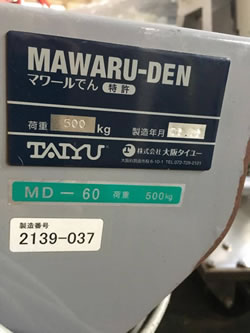 MAWARU-DEN
マワールでん 特許
荷重 500 kg 製造年月
TAIYU 株式会社 大阪タイユー
MD－60 荷重 500kg
製造番号
2139-037